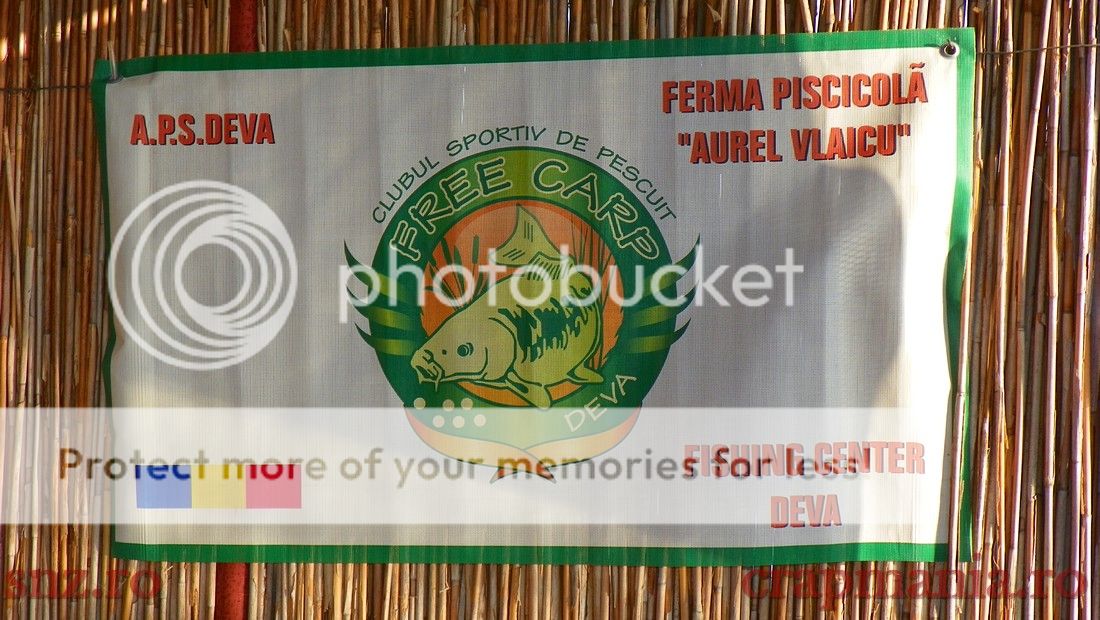 A.P.S.DEVA
FERMA PISCICOLÃ
"AUREL VLAICU"
CLUBUL SPORTIV DE PESCUIT
FREE CARP
DEVA
photobucket
Protect more of your memories for less
FISHING CENTER
DEVA
snz.ro
crapmania.ro